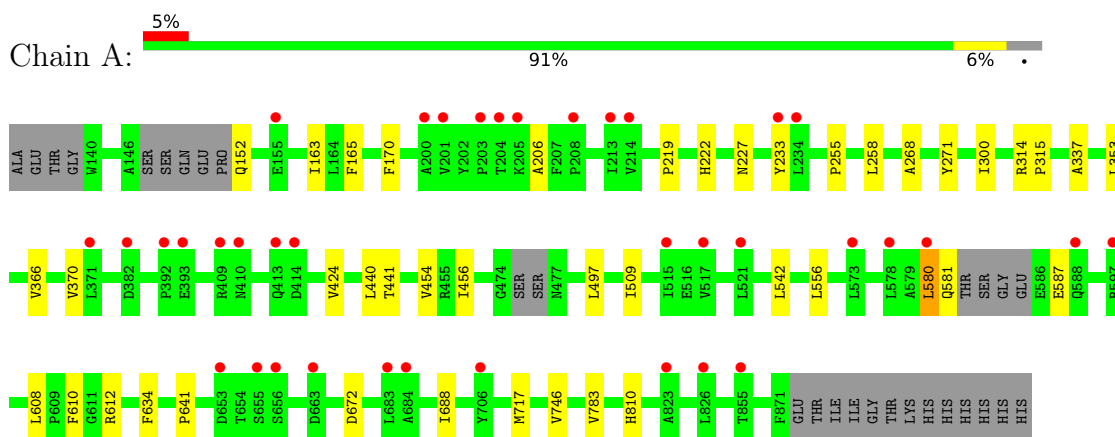 5%
Chain A:
91% 6% •
ALA GLU THR GLY W140 A146 SER SER GLN GLU PRO Q152 E155 I163 L164 F165 F170 A200 V201 Y202 P203 T204 K205 A206 F207 P208 I213 V214 P219 H222 N227 Y233 L234 P255 L258 A268 Y271 I300 R314 P315 A337 L353
V366 V370 L371 D382 P392 E393 R409 N410 Q413 D414 V424 L440 T441 V454 R455 I456 G474 SER SER N477 L497 I509 I515 E516 V517 L521 L542 L556 L573 L578 A579 L580 Q581 THR SER GLY GLU E586 E587 Q588
L608 P609 F610 G611 R612 F634 P641 D653 T654 S655 S656 D663 D672 L683 A684 I688 Y706 M717 V746 V783 H810 A823 L826 T855 F871 GLU THR ILE ILE GLY THR LYS HIS HIS HIS HIS HIS HIS